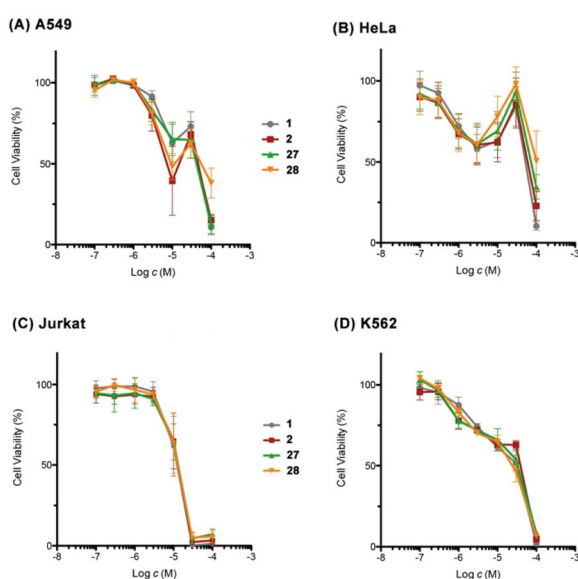 (A) A549
Cell Viability (%)
100
50
0
-8 -7 -6 -5 -4 -3
Log c (M)
1
2
27
28
(B) HeLa
Cell Viability (%)
100
50
0
-8 -7 -6 -5 -4 -3
Log c (M)
(C) Jurkat
Cell Viability (%)
100
50
0
-8 -7 -6 -5 -4 -3
Log c (M)
1
2
27
28
(D) K562
Cell Viability (%)
100
50
0
-8 -7 -6 -5 -4 -3
Log c (M)